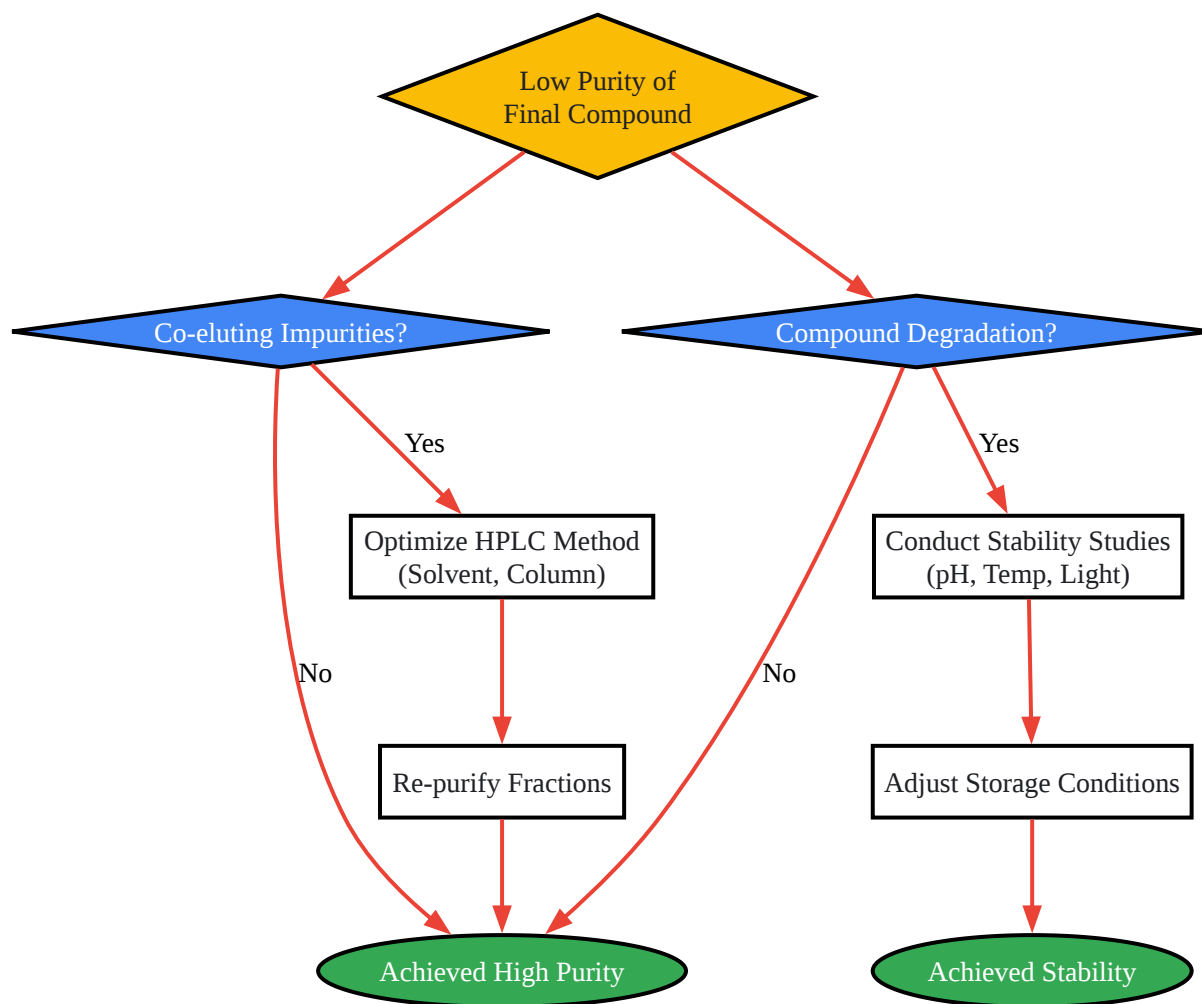 Low Purity of
Final Compound
Co-eluting Impurities?
Compound Degradation?
Yes
Yes
Optimize HPLC Method
(Solvent, Column)
Conduct Stability Studies
(pH, Temp, Light)
No
No
Re-purify Fractions
Adjust Storage Conditions
Achieved High Purity
Achieved Stability